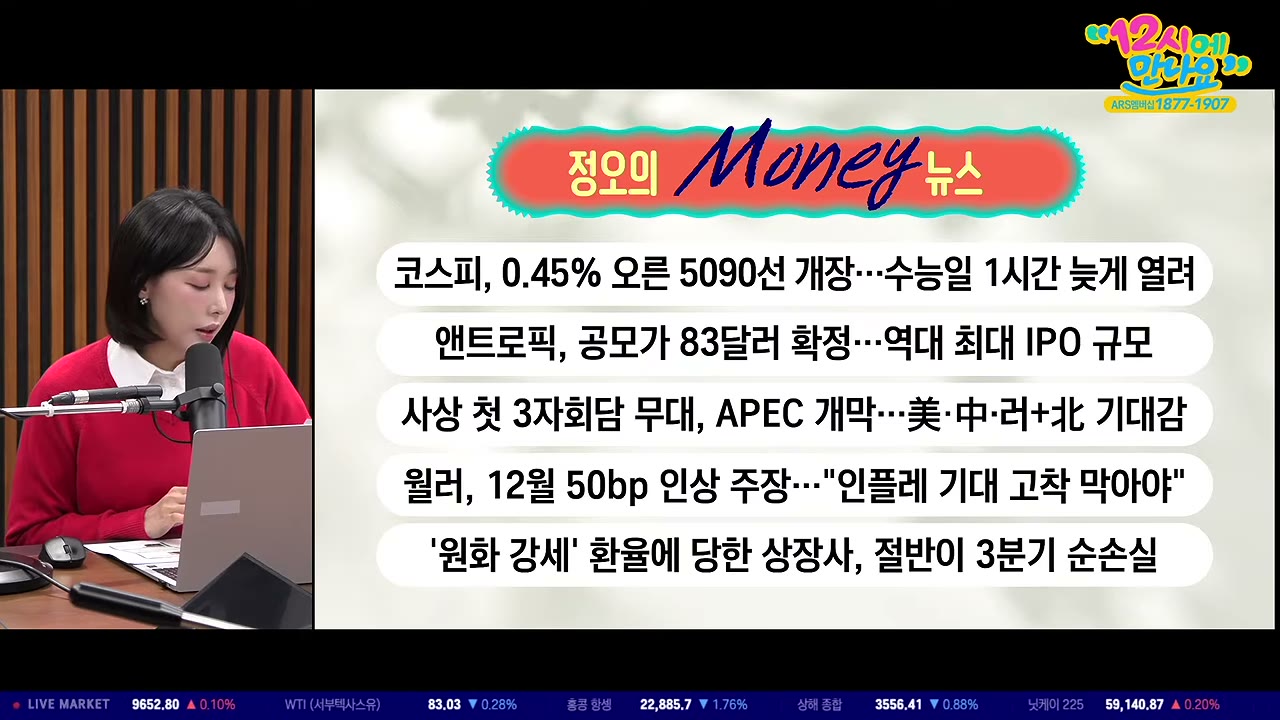 "12시에
만나요"
ARS멤버십 1877-1907
정오의 Money 뉴스
코스피, 0.45% 오른 5090선 개장…수능일 1시간 늦게 열려
앤트로픽, 공모가 83달러 확정…역대 최대 IPO 규모
사상 첫 3자회담 무대, APEC 개막…美·中·러+北 기대감
월러, 12월 50bp 인상 주장…"인플레 기대 고착 막아야"
'원화 강세' 환율에 당한 상장사, 절반이 3분기 순손실
LIVE MARKET 9652.80 ▲0.10% WTI (서부텍사스유) 83.03 ▼0.28% 홍콩 항셍 22,885.7 ▼1.76% 상해 종합 3556.41 ▼0.88% 닛케이 225 59,140.87 ▲0.20%